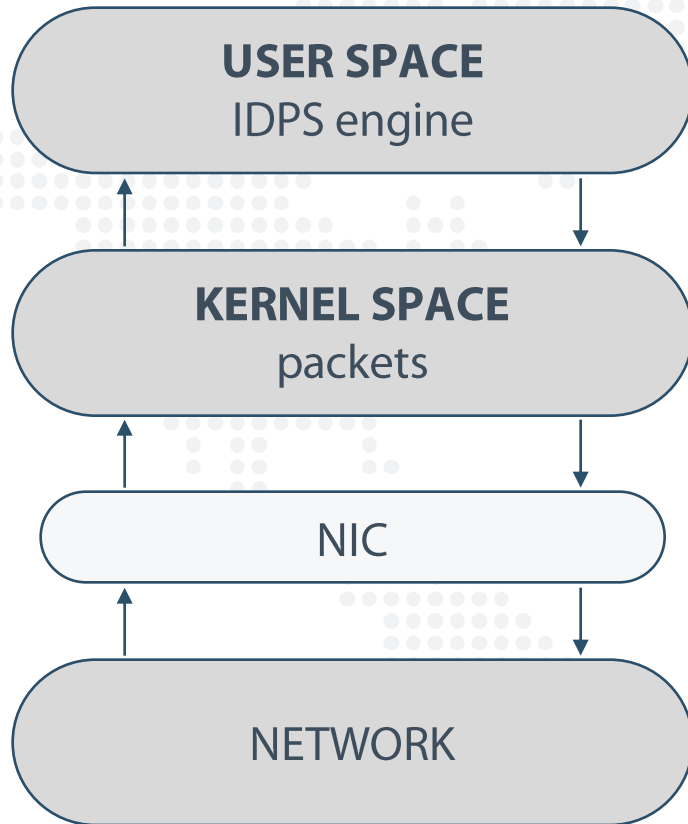 USER SPACE
IDPS engine
KERNEL SPACE
packets
NIC
NETWORK